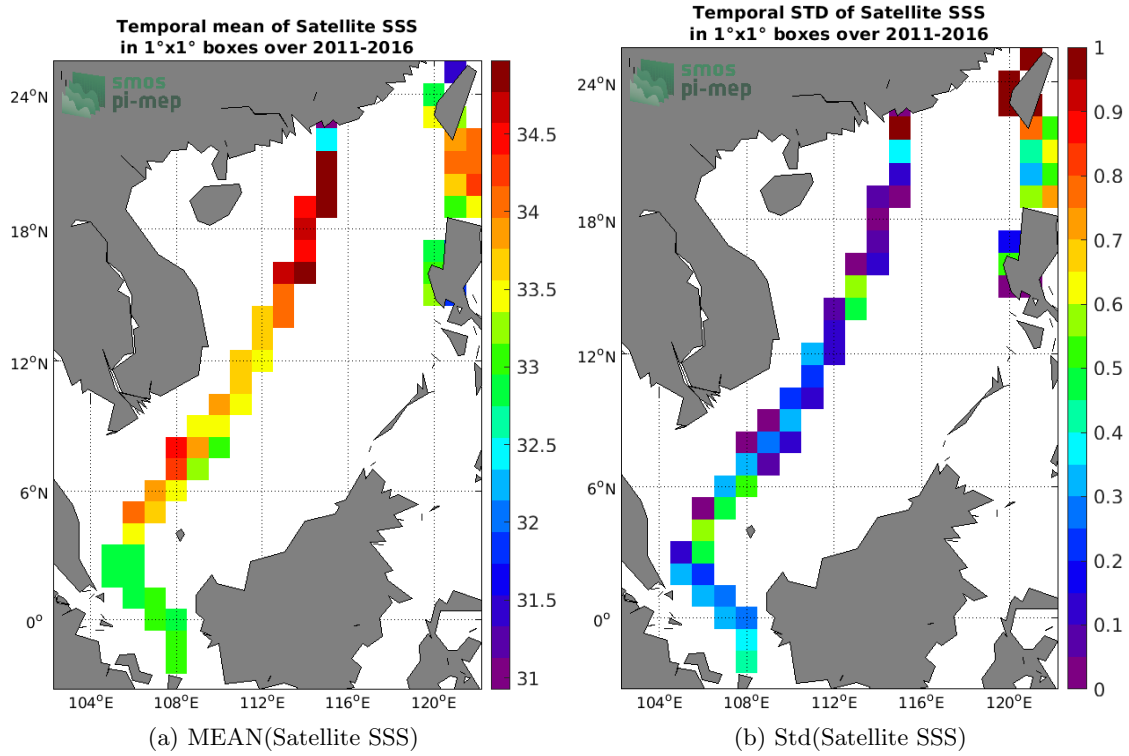 Temporal mean of Satellite SSS
in 1°x1° boxes over 2011-2016
smos
pi-mep
24°N
18°N
12°N
6°N
0°
104°E
108°E
112°E
116°E
120°E
34.5
34
33.5
33
32.5
32
31.5
31
(a) MEAN(Satellite SSS)
Temporal STD of Satellite SSS
in 1°x1° boxes over 2011-2016
smos
pi-mep
24°N
18°N
12°N
6°N
0°
104°E
108°E
112°E
116°E
120°E
1
0.9
0.8
0.7
0.6
0.5
0.4
0.3
0.2
0.1
0
(b) Std(Satellite SSS)